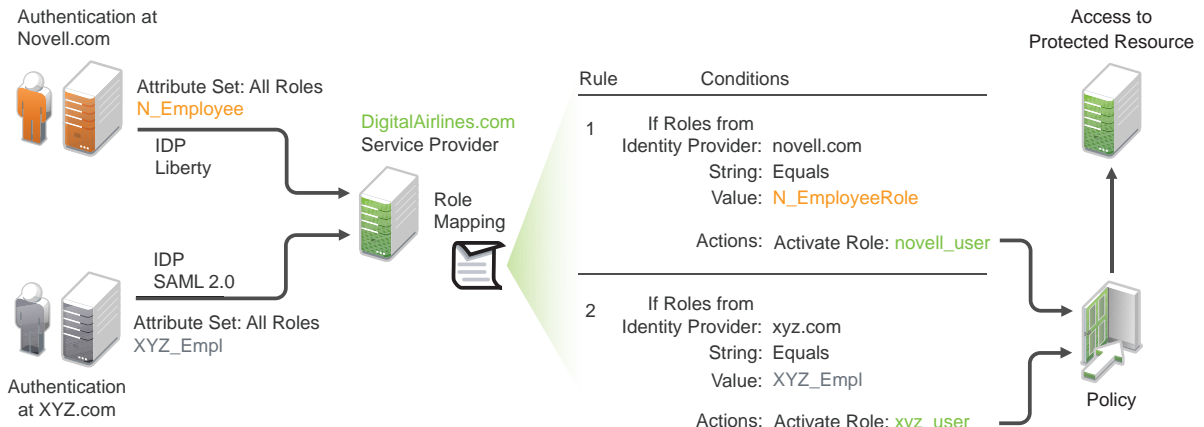 Authentication at
Novell.com
Attribute Set: All Roles
N_Employee
IDP
Liberty
DigitalAirlines.com
Service Provider
Role
Mapping
IDP
SAML 2.0
Attribute Set: All Roles
XYZ_Empl
Authentication
at XYZ.com
Rule Conditions
1 If Roles from
Identity Provider: novell.com
String: Equals
Value: N_EmployeeRole
Actions: Activate Role: novell_user
2 If Roles from
Identity Provider: xyz.com
String: Equals
Value: XYZ_Empl
Actions: Activate Role: xyz_user
Access to
Protected Resource
Policy